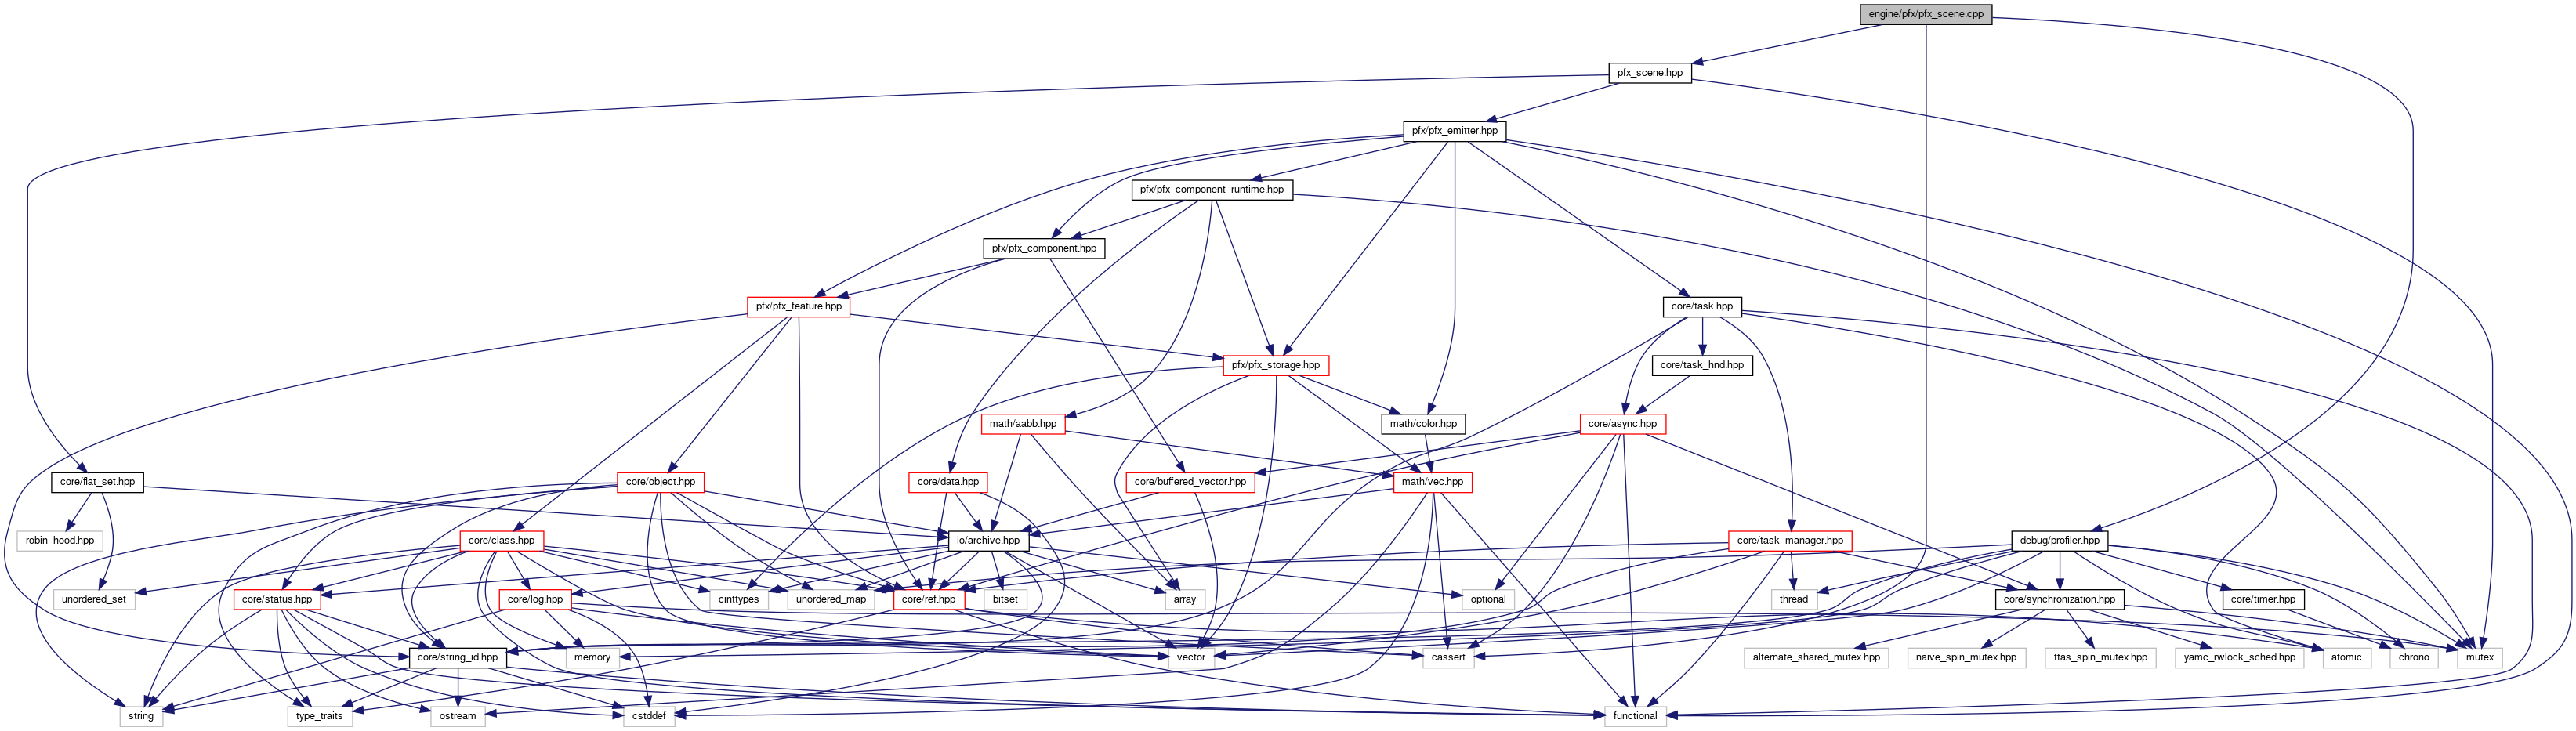 engine/pfx/pfx_scene.cpp
pfx_scene.hpp
pfx/pfx_emitter.hpp
pfx/pfx_component_runtime.hpp
pfx/pfx_component.hpp
pfx/pfx_feature.hpp
core/task.hpp
pfx/pfx_storage.hpp
core/task_hnd.hpp
math/aabb.hpp
math/color.hpp
core/async.hpp
core/flat_set.hpp
core/object.hpp
core/data.hpp
core/buffered_vector.hpp
math/vec.hpp
robin_hood.hpp
core/class.hpp
io/archive.hpp
core/task_manager.hpp
debug/profiler.hpp
unordered_set
core/status.hpp
core/log.hpp
cinttypes
unordered_map
core/ref.hpp
bitset
array
optional
thread
core/synchronization.hpp
core/timer.hpp
core/string_id.hpp
memory
vector
cassert
alternate_shared_mutex.hpp
naive_spin_mutex.hpp
ttas_spin_mutex.hpp
yamc_rwlock_sched.hpp
atomic
chrono
mutex
string
type_traits
ostream
cstddef
functional